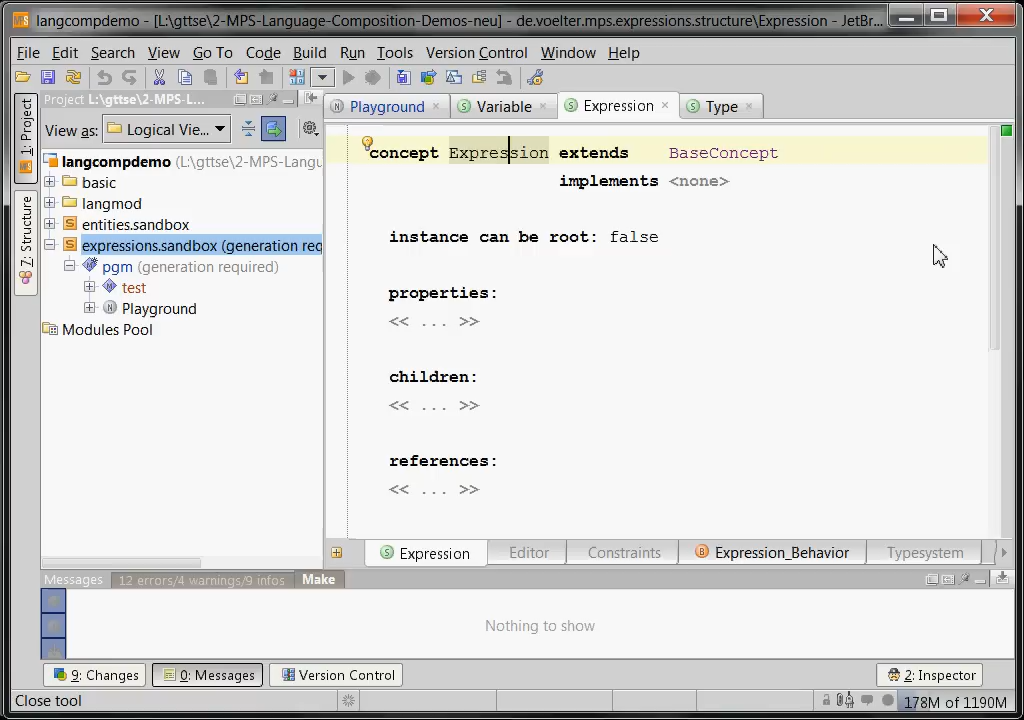 langcompdemo - [L:\gttse\2-MPS-Language-Composition-Demos-neu] - de.voelter.mps.expressions.structure\Expression - JetBr...
File Edit Search View Go To Code Build Run Tools Version Control Window Help
Project L:\gttse\2-MPS-L...
View as: Logical Vie...
1: Project
Z: Structure
langcompdemo (L:\gttse\2-MPS-Langu
basic
langmod
entities.sandbox
expressions.sandbox (generation req
pgm (generation required)
test
Playground
Modules Pool
Playground Variable Expression Type
concept Expression extends BaseConcept
implements <none>
instance can be root: false
properties:
<< ... >>
children:
<< ... >>
references:
<< ... >>
Expression Editor Constraints Expression_Behavior Typesystem
Messages 12 errors/4 warnings/9 infos Make
Nothing to show
9: Changes 0: Messages Version Control 2: Inspector
Close tool
178M of 1190M